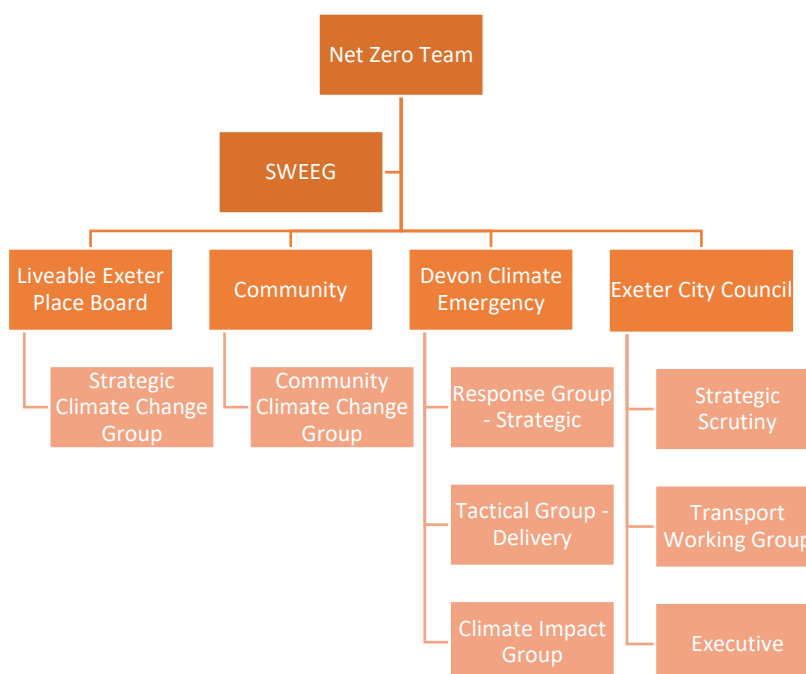 Net Zero Team
SWEEG
Liveable Exeter
Place Board
Community
Devon Climate
Emergency
Exeter City Council
Strategic
Climate Change
Group
Community
Climate Change
Group
Response Group
- Strategic
Strategic
Scrutiny
Tactical Group -
Delivery
Transport
Working Group
Climate Impact
Group
Executive